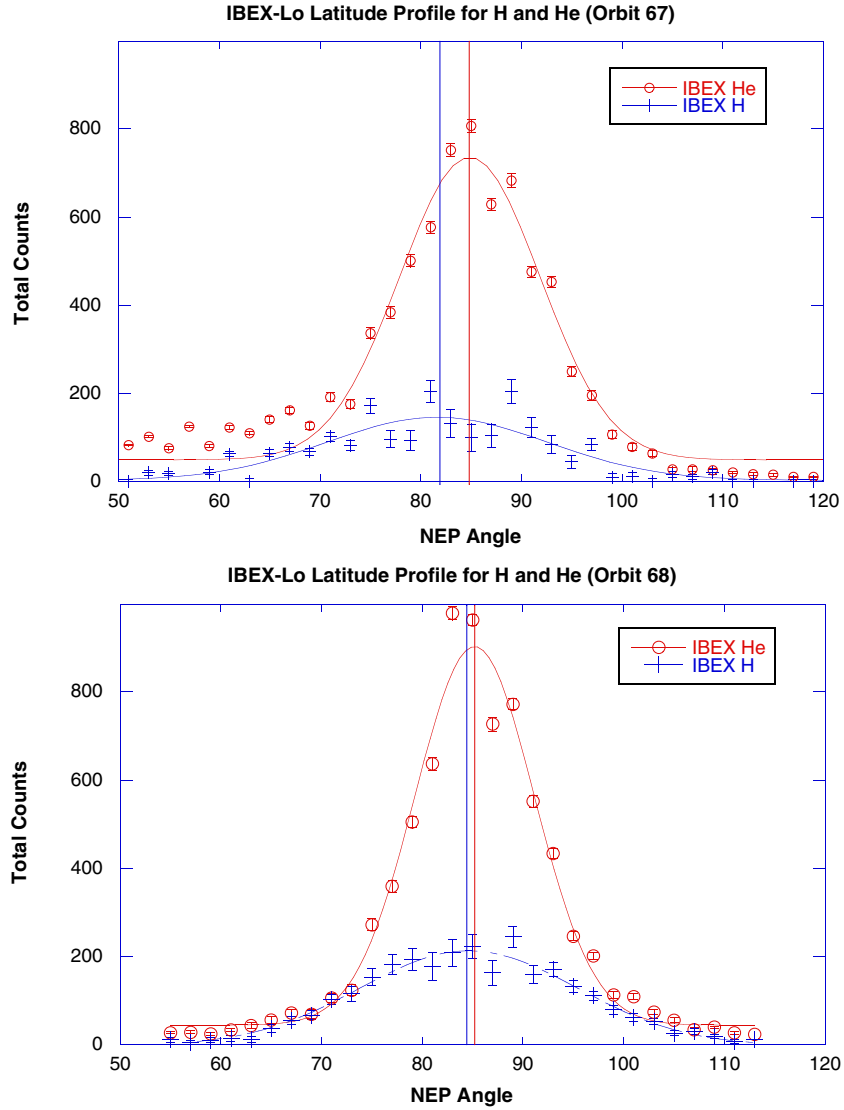 IBEX-Lo Latitude Profile for H and He (Orbit 67)
Total Counts
800
600
400
200
0
IBEX He
IBEX H
50 60 70 80 90 100 110 120
NEP Angle
IBEX-Lo Latitude Profile for H and He (Orbit 68)
Total Counts
800
600
400
200
0
IBEX He
IBEX H
50 60 70 80 90 100 110 120
NEP Angle